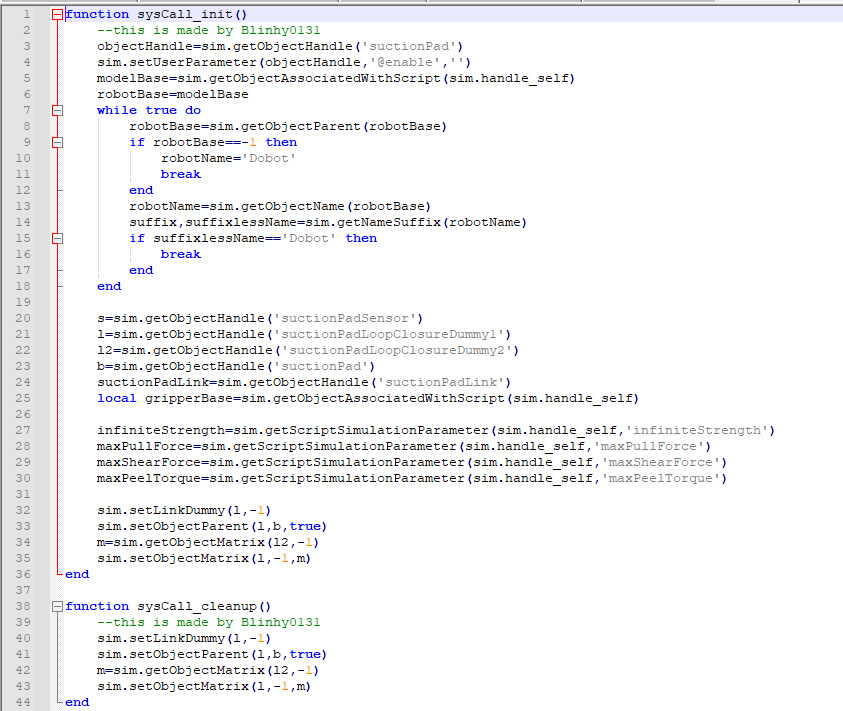 1 function sysCall_init()
2 --this is made by Blinhy0131
3 objectHandle=sim.getObjectHandle('suctionPad')
4 sim.setUserParameter(objectHandle,'@enable','')
5 modelBase=sim.getObjectAssociatedWithScript(sim.handle_self)
6 robotBase=modelBase
7 while true do
8 robotBase=sim.getObjectParent(robotBase)
9 if robotBase==-1 then
10 robotName='Dobot'
11 break
12 end
13 robotName=sim.getObjectName(robotBase)
14 suffix,suffixlessName=sim.getNameSuffix(robotName)
15 if suffixlessName=='Dobot' then
16 break
17 end
18 end
19
20 s=sim.getObjectHandle('suctionPadSensor')
21 l=sim.getObjectHandle('suctionPadLoopClosureDummy1')
22 l2=sim.getObjectHandle('suctionPadLoopClosureDummy2')
23 b=sim.getObjectHandle('suctionPad')
24 suctionPadLink=sim.getObjectHandle('suctionPadLink')
25 local gripperBase=sim.getObjectAssociatedWithScript(sim.handle_self)
26
27 infiniteStrength=sim.getScriptSimulationParameter(sim.handle_self,'infiniteStrength')
28 maxPullForce=sim.getScriptSimulationParameter(sim.handle_self,'maxPullForce')
29 maxShearForce=sim.getScriptSimulationParameter(sim.handle_self,'maxShearForce')
30 maxPeelTorque=sim.getScriptSimulationParameter(sim.handle_self,'maxPeelTorque')
31
32 sim.setLinkDummy(l,-1)
33 sim.setObjectParent(l,b,true)
34 m=sim.getObjectMatrix(l2,-1)
35 sim.setObjectMatrix(l,-1,m)
36 end
37
38 function sysCall_cleanup()
39 --this is made by Blinhy0131
40 sim.setLinkDummy(l,-1)
41 sim.setObjectParent(l,b,true)
42 m=sim.getObjectMatrix(l2,-1)
43 sim.setObjectMatrix(l,-1,m)
44 end